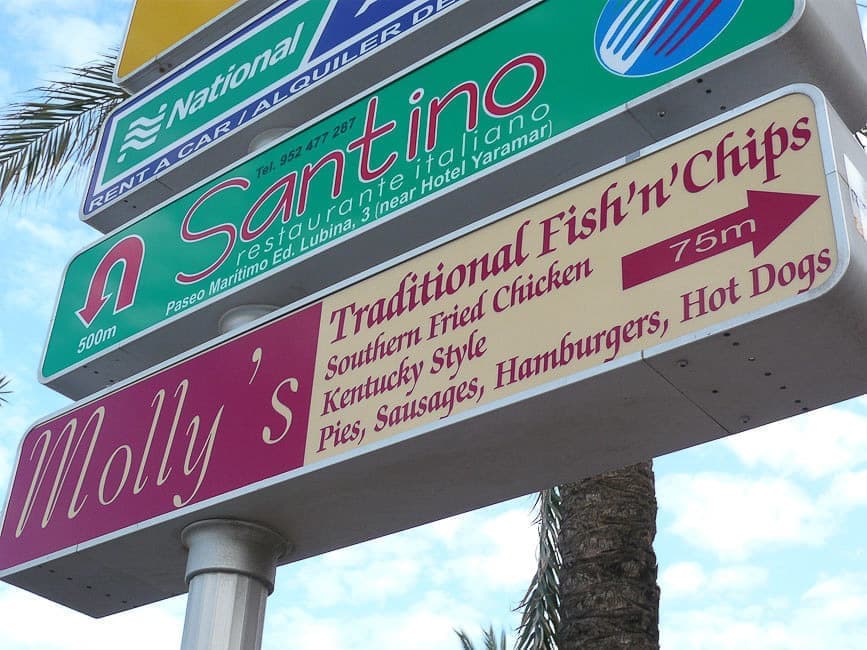 National
RENT A CAR / ALQUILER DE
Tel. 952 477 287
Santino
restaurante italiano
Paseo Marítimo Ed. Lubina, 3 (near Hotel Yaramar)
500m
Molly's
Traditional Fish'n'Chips
Southern Fried Chicken
Kentucky Style
75m
Pies, Sausages, Hamburgers, Hot Dogs